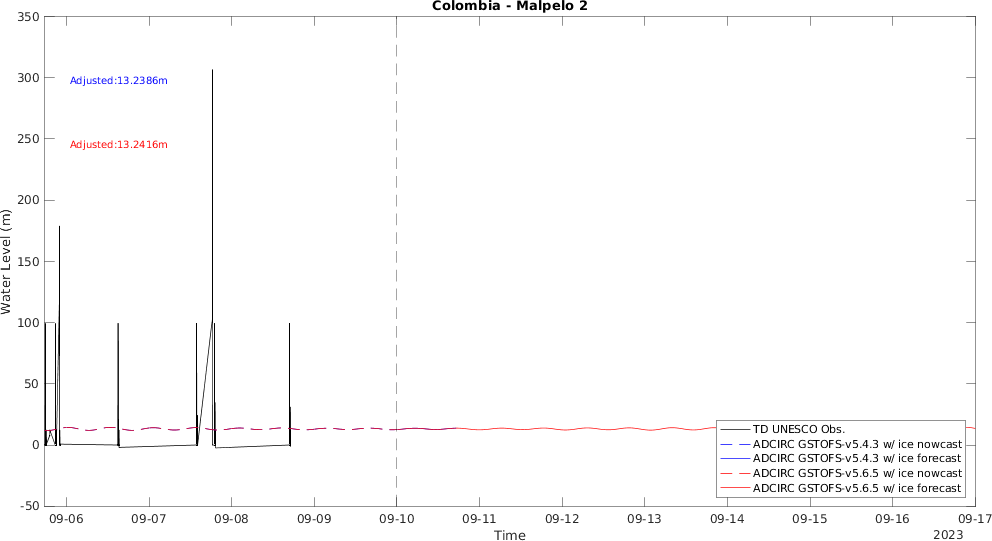 Colombia - Malpelo 2
350
300
250
200
150
100
50
0
-50
Water Level (m)
Adjusted:13.2386m
Adjusted:13.2416m
TD UNESCO Obs.
ADCIRC GSTOFS-v5.4.3 w/ ice nowcast
ADCIRC GSTOFS-v5.4.3 w/ ice forecast
ADCIRC GSTOFS-v5.6.5 w/ ice nowcast
ADCIRC GSTOFS-v5.6.5 w/ ice forecast
09-06 09-07 09-08 09-09 09-10 09-11 09-12 09-13 09-14 09-15 09-16 09-17
Time
2023